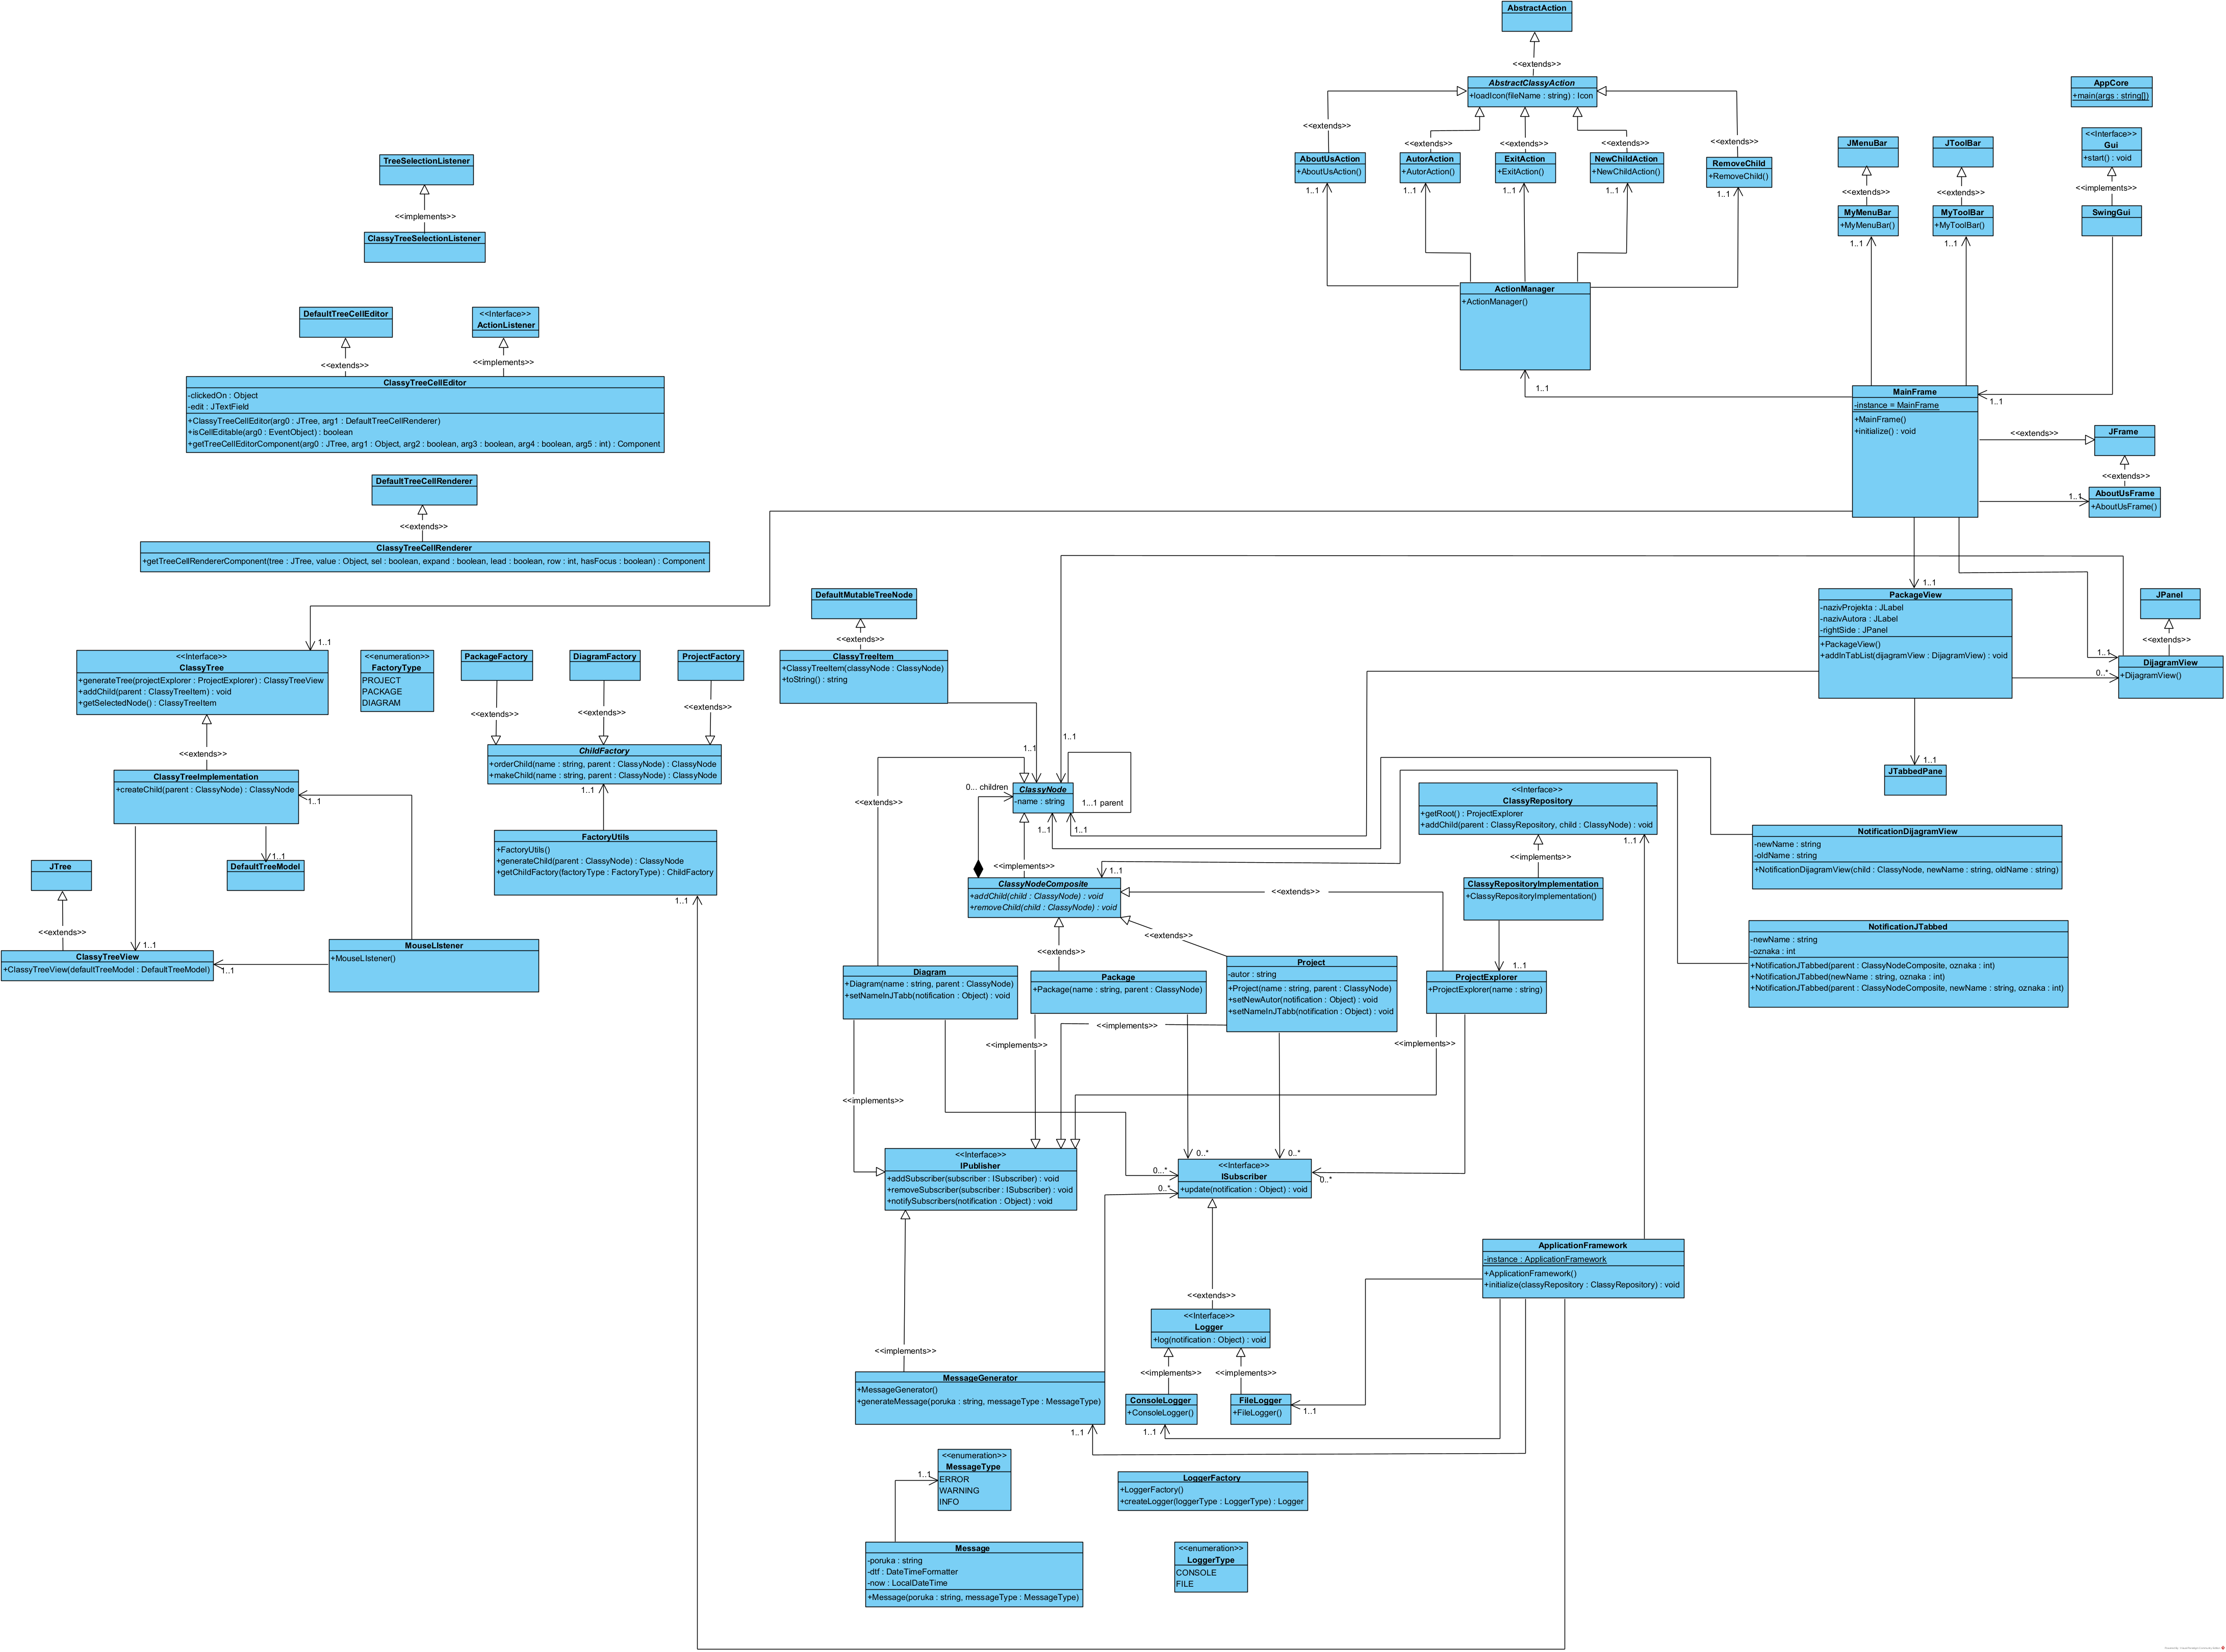 AbstractAction
<<extends>>
AbstractClassyAction
+loadIcon(fileName : string) : Icon
<<extends>>
<<extends>>
<<extends>>
<<extends>>
<<extends>>
AboutUsAction
+AboutUsAction()
1..1
AutorAction
+AutorAction()
1..1
ExitAction
+ExitAction()
1..1
NewChildAction
+NewChildAction()
1..1
RemoveChild
+RemoveChild()
1..1
ActionManager
+ActionManager()
1..1
AppCore
+main(args : string[])
<<Interface>>
Gui
+start() : void
<<implements>>
SwingGui
JMenuBar
<<extends>>
MyMenuBar
+MyMenuBar()
1..1
JToolBar
<<extends>>
MyToolBar
+MyToolBar()
1..1
MainFrame
-instance = MainFrame
+MainFrame()
+initialize() : void
1..1
<<extends>>
JFrame
<<extends>>
1..1
AboutUsFrame
+AboutUsFrame()
TreeSelectionListener
<<implements>>
ClassyTreeSelectionListener
DefaultTreeCellEditor
<<extends>>
<<Interface>>
ActionListener
<<implements>>
ClassyTreeCellEditor
-clickedOn : Object
-edit : JTextField
+ClassyTreeCellEditor(arg0 : JTree, arg1 : DefaultTreeCellRenderer)
+isCellEditable(arg0 : EventObject) : boolean
+getTreeCellEditorComponent(arg0 : JTree, arg1 : Object, arg2 : boolean, arg3 : boolean, arg4 : boolean, arg5 : int) : Component
DefaultTreeCellRenderer
<<extends>>
ClassyTreeCellRenderer
+getTreeCellRendererComponent(tree : JTree, value : Object, sel : boolean, expand : boolean, lead : boolean, row : int, hasFocus : boolean) : Component
1..1
<<Interface>>
ClassyTree
+generateTree(projectExplorer : ProjectExplorer) : ClassyTreeView
+addChild(parent : ClassyTreeItem) : void
+getSelectedNode() : ClassyTreeItem
<<extends>>
ClassyTreeImplementation
+createChild(parent : ClassyNode) : ClassyNode
1..1
JTree
<<extends>>
1..1
DefaultTreeModel
1..1
ClassyTreeView
+ClassyTreeView(defaultTreeModel : DefaultTreeModel)
1..1
MouseLIstener
+MouseLIstener()
<<enumeration>>
FactoryType
PROJECT
PACKAGE
DIAGRAM
PackageFactory
<<extends>>
DiagramFactory
<<extends>>
ProjectFactory
<<extends>>
ChildFactory
+orderChild(name : string, parent : ClassyNode) : ClassyNode
+makeChild(name : string, parent : ClassyNode) : ClassyNode
1..1
FactoryUtils
+FactoryUtils()
+generateChild(parent : ClassyNode) : ClassyNode
+getChildFactory(factoryType : FactoryType) : ChildFactory
1..1
DefaultMutableTreeNode
<<extends>>
ClassyTreeItem
+ClassyTreeItem(classyNode : ClassyNode)
+toString() : string
1..1
1..1
<<extends>>
0... children
ClassyNode
-name : string
1...1 parent
1..1
1..1
<<implements>>
1..1
ClassyNodeComposite
+addChild(child : ClassyNode) : void
+removeChild(child : ClassyNode) : void
<<extends>>
<<extends>>
<<extends>>
1..1
PackageView
-nazivProjekta : JLabel
-nazivAutora : JLabel
-rightSide : JPanel
+PackageView()
+addInTabList(dijagramView : DijagramView) : void
JPanel
<<extends>>
1..1
0..*
DijagramView
+DijagramView()
1..1
JTabbedPane
<<Interface>>
ClassyRepository
+getRoot() : ProjectExplorer
+addChild(parent : ClassyRepository, child : ClassyNode) : void
1..1
<<implements>>
ClassyRepositoryImplementation
+ClassyRepositoryImplementation()
1..1
ProjectExplorer
+ProjectExplorer(name : string)
NotificationDijagramView
-newName : string
-oldName : string
+NotificationDijagramView(child : ClassyNode, newName : string, oldName : string)
NotificationJTabbed
-newName : string
-oznaka : int
+NotificationJTabbed(parent : ClassyNodeComposite, oznaka : int)
+NotificationJTabbed(newName : string, oznaka : int)
+NotificationJTabbed(parent : ClassyNodeComposite, newName : string, oznaka : int)
Diagram
+Diagram(name : string, parent : ClassyNode)
+setNameInJTabb(notification : Object) : void
Package
+Package(name : string, parent : ClassyNode)
Project
-autor : string
+Project(name : string, parent : ClassyNode)
+setNewAutor(notification : Object) : void
+setNameInJTabb(notification : Object) : void
<<implements>>
<<implements>>
<<implements>>
<<implements>>
<<Interface>>
IPublisher
+addSubscriber(subscriber : ISubscriber) : void
+removeSubscriber(subscriber : ISubscriber) : void
+notifySubscribers(notification : Object) : void
0..*
0..*
0...*
0..*
0..*
<<Interface>>
ISubscriber
+update(notification : Object) : void
<<extends>>
<<Interface>>
Logger
+log(notification : Object) : void
<<implements>>
<<implements>>
ConsoleLogger
+ConsoleLogger()
1..1
FileLogger
+FileLogger()
1..1
ApplicationFramework
-instance : ApplicationFramework
+ApplicationFramework()
+initialize(classyRepository : ClassyRepository) : void
<<implements>>
MessageGenerator
+MessageGenerator()
+generateMessage(poruka : string, messageType : MessageType)
1..1
<<enumeration>>
MessageType
ERROR
WARNING
INFO
1..1
Message
-poruka : string
-dtf : DateTimeFormatter
-now : LocalDateTime
+Message(poruka : string, messageType : MessageType)
LoggerFactory
+LoggerFactory()
+createLogger(loggerType : LoggerType) : Logger
<<enumeration>>
LoggerType
CONSOLE
FILE